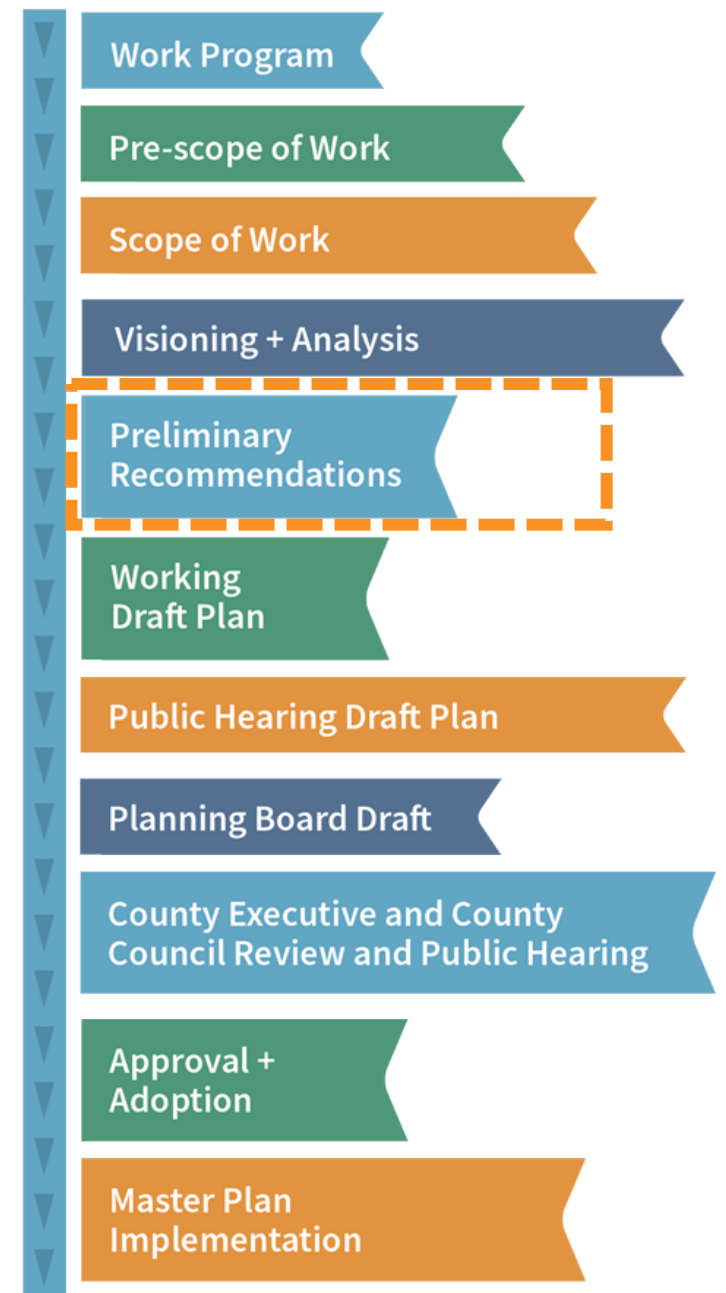 Work Program
Pre-scope of Work
Scope of Work
Visioning + Analysis
Preliminary
Recommendations
Working
Draft Plan
Public Hearing Draft Plan
Planning Board Draft
County Executive and County
Council Review and Public Hearing
Approval +
Adoption
Master Plan
Implementation